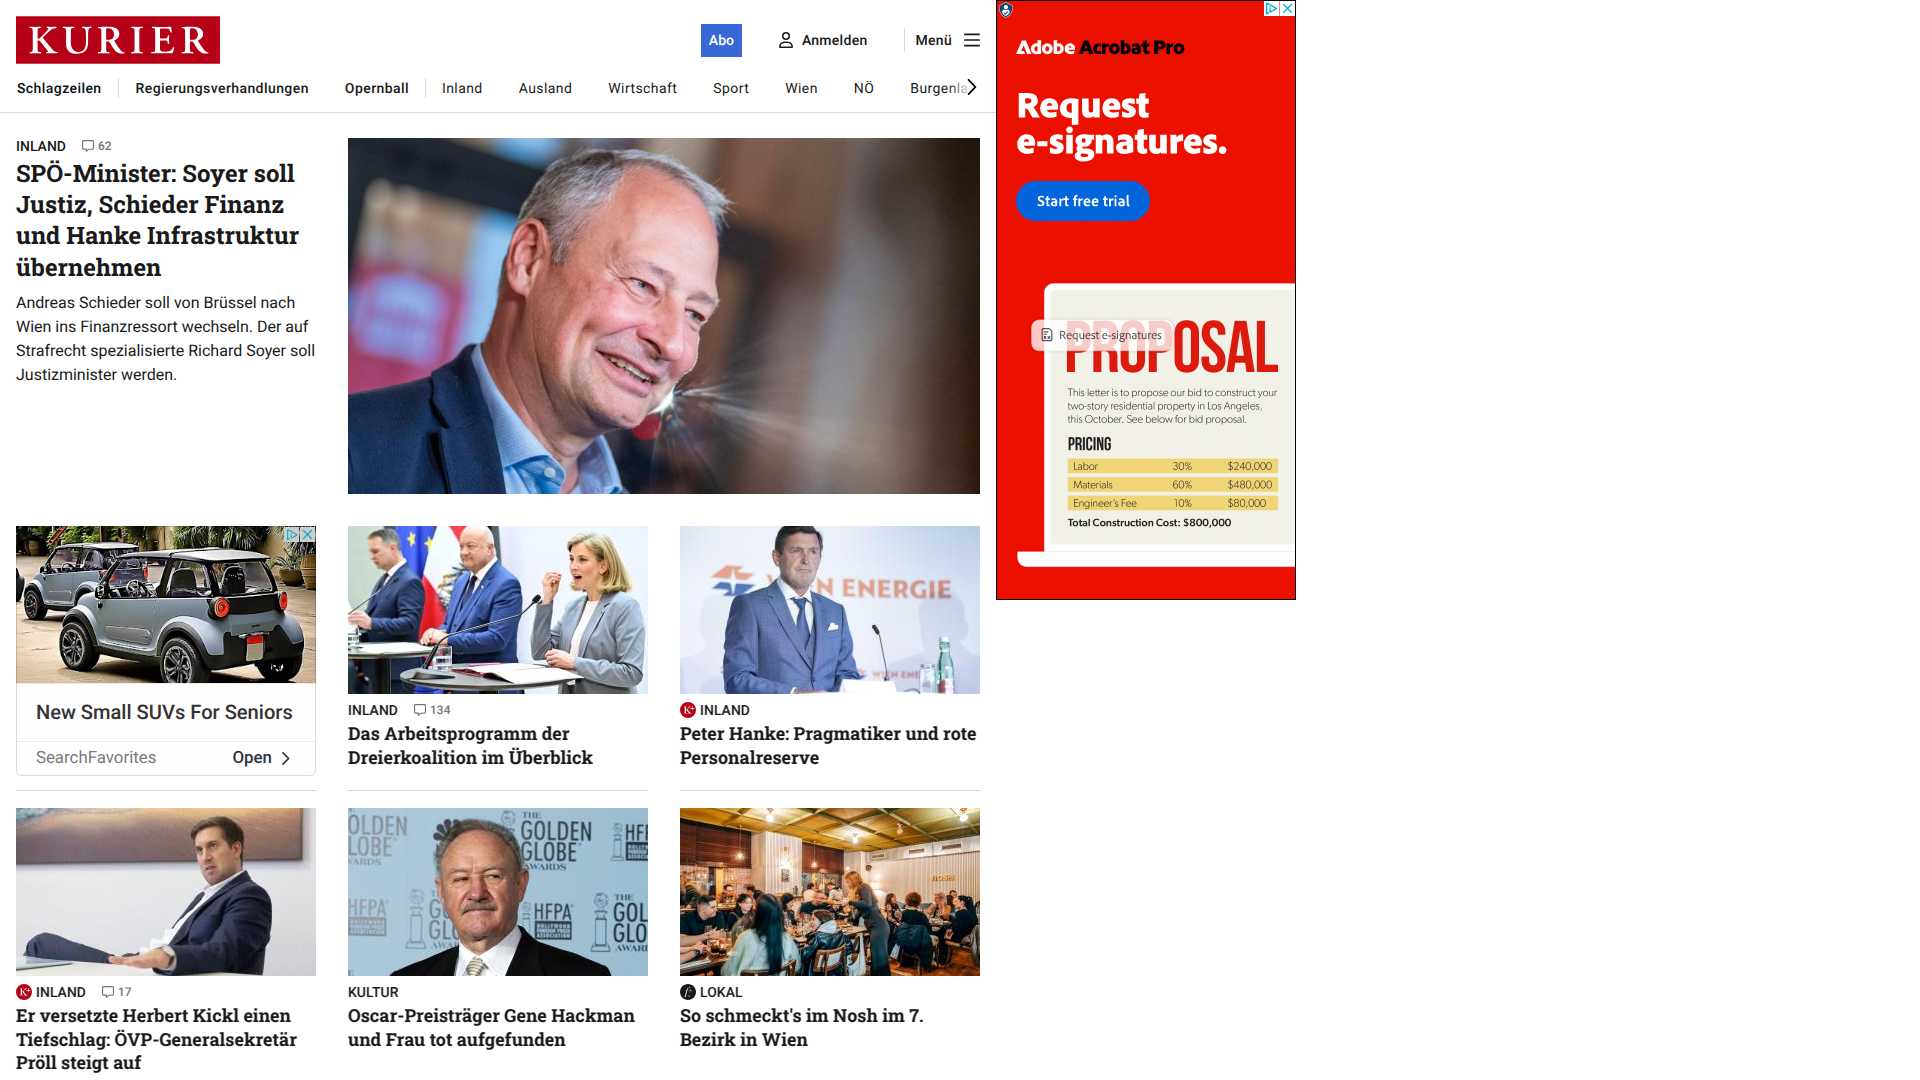 KURIER
Abo
Anmelden
Menü
Schlagzeilen
Regierungsverhandlungen
Opernball
Inland
Ausland
Wirtschaft
Sport
Wien
NÖ
INLAND 62
SPÖ-Minister: Soyer soll
Justiz, Schieder Finanz
und Hanke Infrastruktur
übernehmen
Andreas Schieder soll von Brüssel nach
Wien ins Finanzressort wechseln. Der auf
Strafrecht spezialisierte Richard Soyer soll
Justizminister werden.
Adobe Acrobat Pro
Request
e-signatures.
Start free trial
Request e-signatures
PROPOSAL
This letter is to propose our bid to construct your
two-story residential property in Los Angeles,
this October. See below for bid proposal.
PRICING
Labor 30% $240,000
Materials 60% $480,000
Engineer's Fee 10% $80,000
Total Construction Cost: $800,000
New Small SUVs For Seniors
SearchFavorites
Open
INLAND 134
Das Arbeitsprogramm der
Dreierkoalition im Überblick
WIEN ENERGIE
K+ INLAND
Peter Hanke: Pragmatiker und rote
Personalreserve
K+ INLAND 17
Er versetzte Herbert Kickl einen
Tiefschlag: ÖVP-Generalsekretär
Pröll steigt auf
THE
GOLDEN
GLOBE
AWARDS
HFPA
KULTUR
Oscar-Preisträger Gene Hackman
und Frau tot aufgefunden
LOKAL
So schmeckt's im Nosh im 7.
Bezirk in Wien